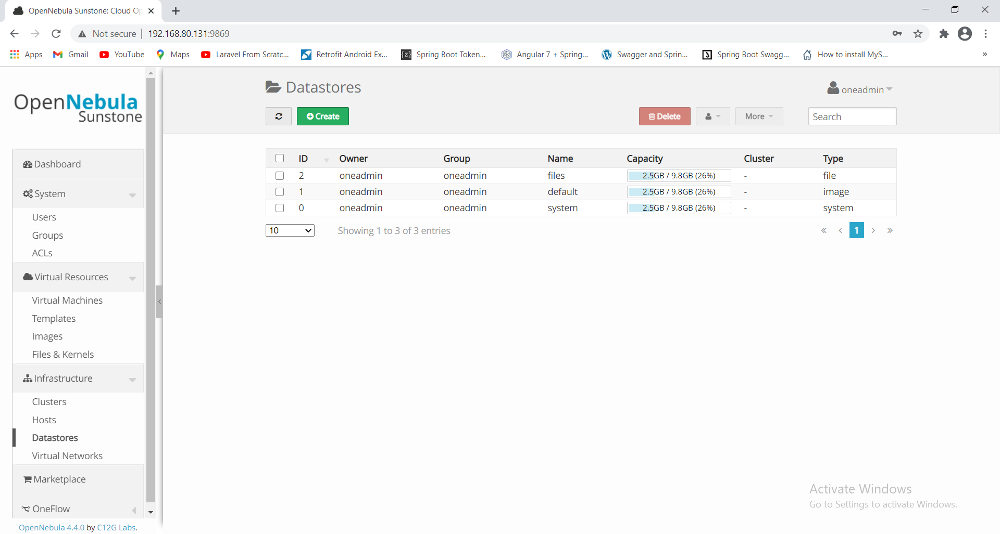 OpenNebula Sunstone: Cloud Op
Not secure | 192.168.80.131:9869
Apps Gmail YouTube Maps Laravel From Scratc... Retrofit Android Ex... Spring Boot Token... Angular 7 + Spring... Swagger and Sprin... Spring Boot Swagg... How to install MyS... »
OpenNebula
Sunstone
Dashboard
System
Users
Groups
ACLs
Virtual Resources
Virtual Machines
Templates
Images
Files & Kernels
Infrastructure
Clusters
Hosts
Datastores
Virtual Networks
Marketplace
OneFlow
OpenNebula 4.4.0 by C12G Labs.
Datastores
oneadmin
Create Delete More Search
ID Owner Group Name Capacity Cluster Type
2 oneadmin oneadmin files 2.5GB / 9.8GB (26%) - file
1 oneadmin oneadmin default 2.5GB / 9.8GB (26%) - image
0 oneadmin oneadmin system 2.5GB / 9.8GB (26%) - system
10 Showing 1 to 3 of 3 entries « ‹ 1 › »
Activate Windows
Go to Settings to activate Windows.